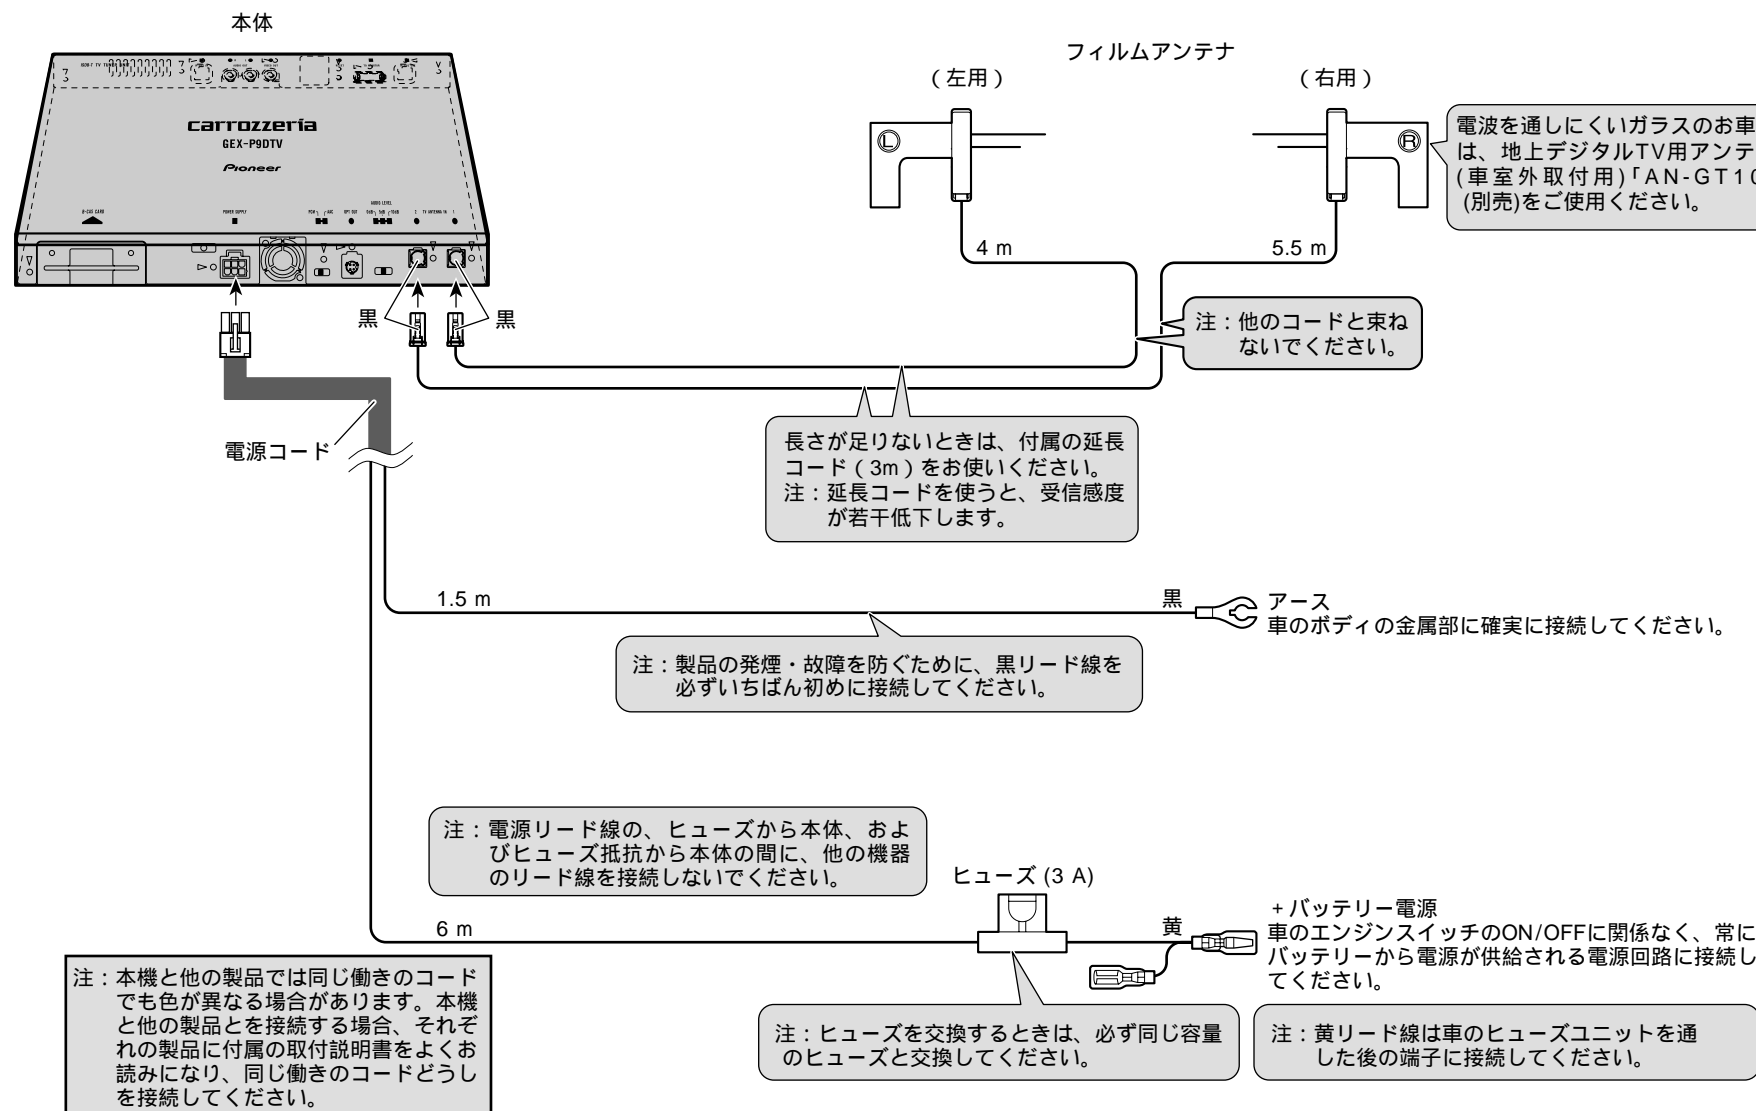 本体
carrozzeria
GEX-P9DTV
Pioneer
B-CAS CARD
POWER SUPPLY
OPT OUT
AUDIO LEVEL
2 TV ANTENNA IN 1
黒
黒
電源コード
フィルムアンテナ
（左用）
（右用）
L
R
電波を通しにくいガラスのお車
は、地上デジタルTV用アンテ
(車室外取付用)「AN-GT10
(別売)をご使用ください。
4 m
5.5 m
注：他のコードと束ね
ないでください。
長さが足りないときは、付属の延長
コード（3m）をお使いください。
注：延長コードを使うと、受信感度
が若干低下します。
1.5 m
黒
アース
車のボディの金属部に確実に接続してください。
注：製品の発煙・故障を防ぐために、黒リード線を
必ずいちばん初めに接続してください。
注：電源リード線の、ヒューズから本体、およ
びヒューズ抵抗から本体の間に、他の機器
のリード線を接続しないでください。
ヒューズ (3 A)
6 m
黄
+ バッテリー電源
車のエンジンスイッチのON/OFFに関係なく、常に
バッテリーから電源が供給される電源回路に接続し
てください。
注：本機と他の製品では同じ働きのコード
でも色が異なる場合があります。本機
と他の製品とを接続する場合、それぞ
れの製品に付属の取付説明書をよくお
読みになり、同じ働きのコードどうし
を接続してください。
注：ヒューズを交換するときは、必ず同じ容量
のヒューズと交換してください。
注：黄リード線は車のヒューズユニットを通
した後の端子に接続してください。